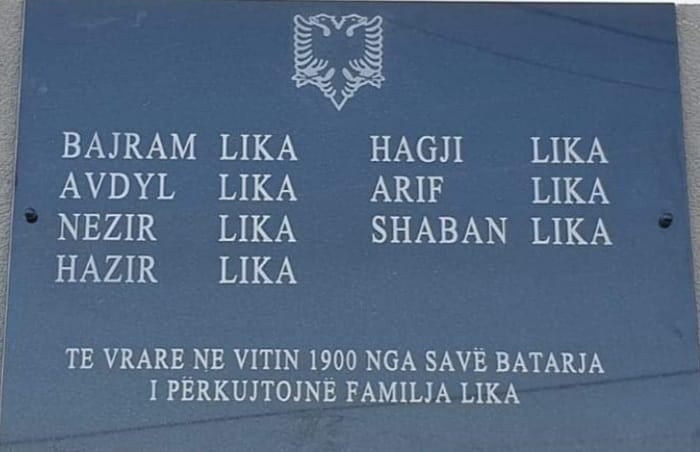 BAJRAM LIKA HAGJI LIKA
AVDYL LIKA ARIF LIKA
NEZIR LIKA SHABAN LIKA
HAZIR LIKA
TE VRARE NE VITIN 1900 NGA SAVË BATARJA
I PËRKUJTOJNË FAMILJA LIKA